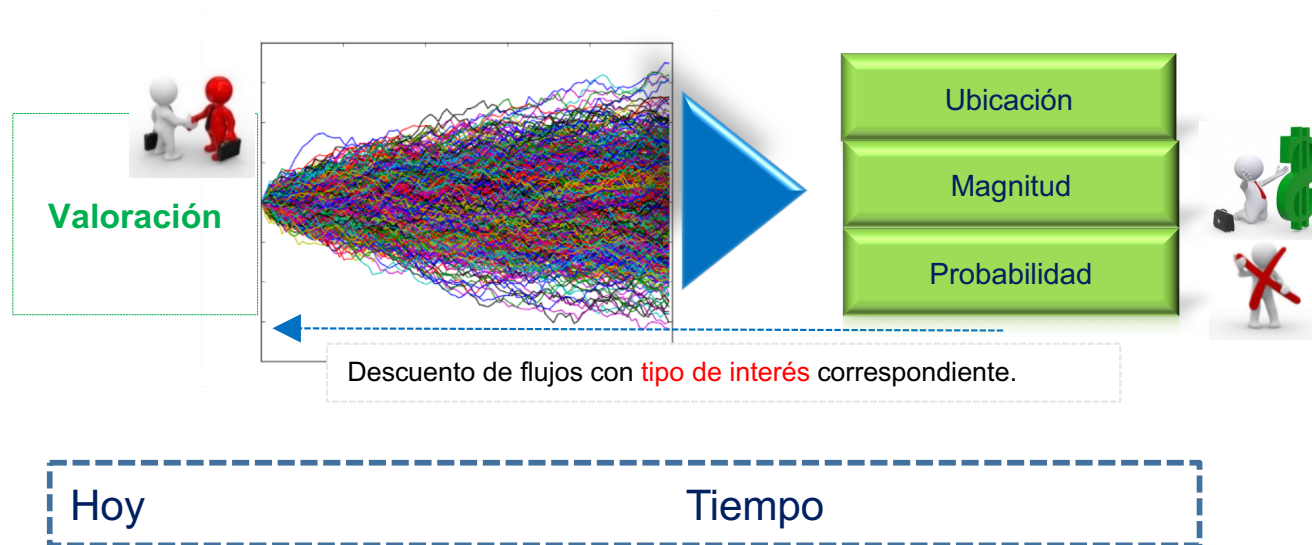 Valoración
Ubicación
Magnitud
Probabilidad
Descuento de flujos con tipo de interés correspondiente.
Hoy
Tiempo